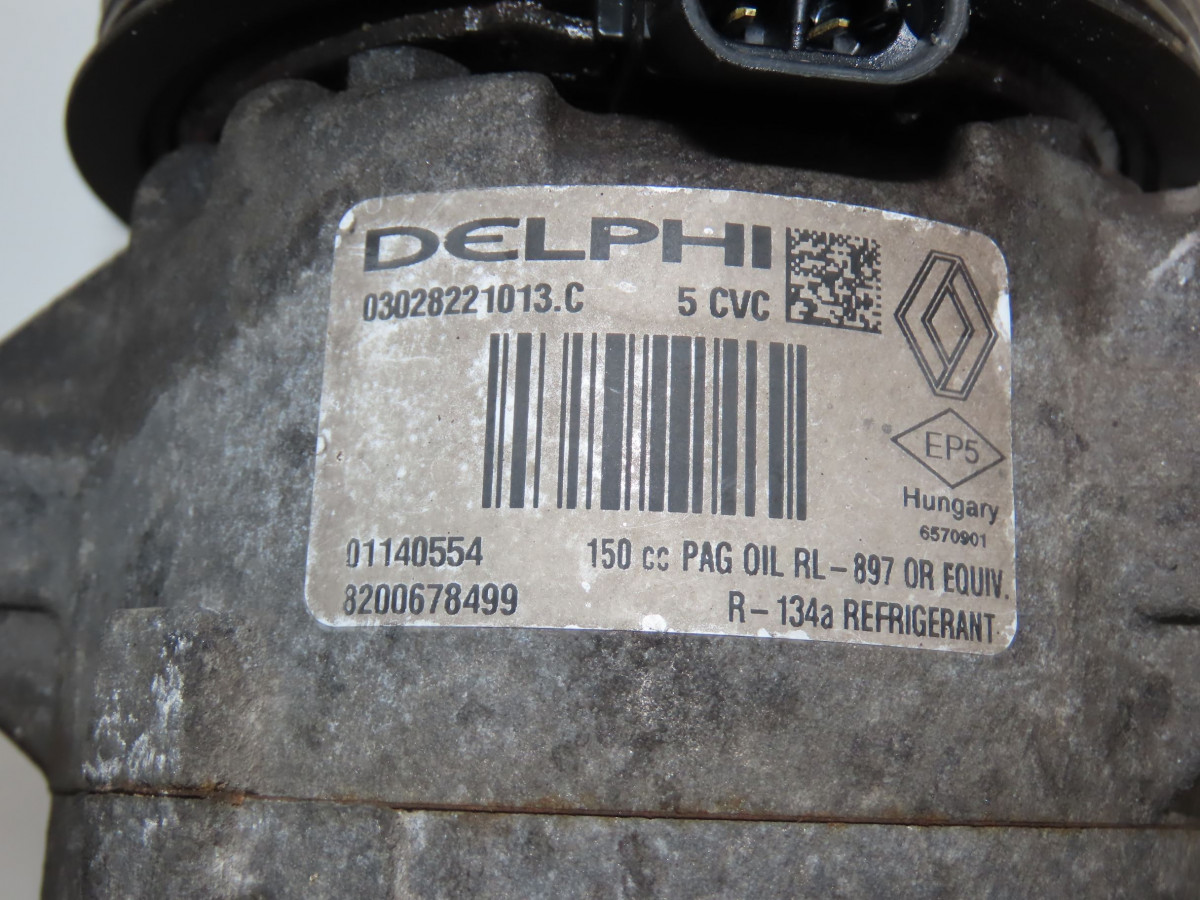 DELPHI
03028221013.C 5 CVC
EP5
Hungary
6570901
01140554 150 cc PAG OIL RL-897 OR EQUIV.
8200678499 R-134a REFRIGERANT